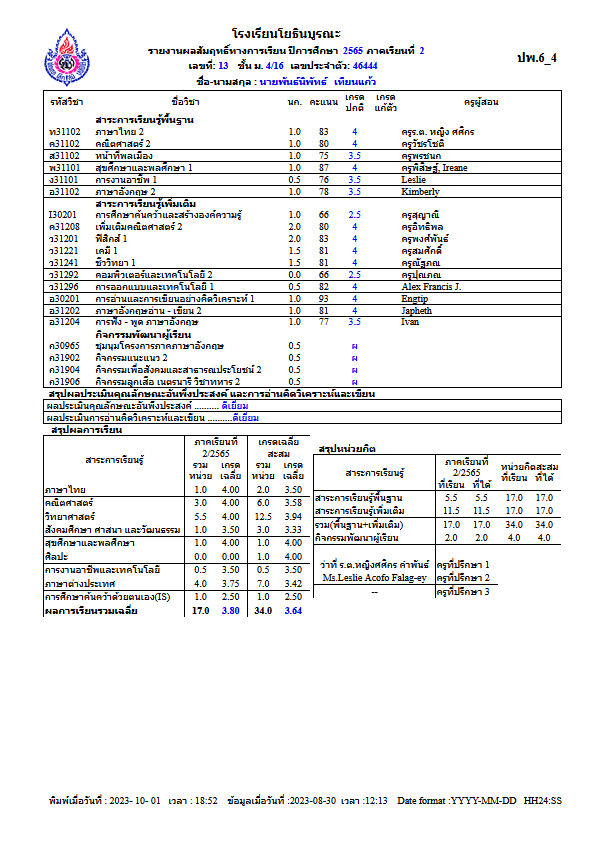 โรงเรียนโยธินบูรณะ
รายงานผลสัมฤทธิ์ทางการเรียน ปีการศึกษา 2565 ภาคเรียนที่ 2
ปพ.6_4
เลขที่: 13 ชั้น ม. 4/16 เลขประจำตัว: 46444
ชื่อ-นามสกุล : นายพันธ์นิพัทธ์ เทียนแก้ว
รหัสวิชา ชื่อวิชา นก. คะแนน เกรดปกติ เกรดแก้ตัว ครูผู้สอน
สาระการเรียนรู้พื้นฐาน
ท31102 ภาษาไทย 2 1.0 83 4 ครูร.ต. หญิง ศศิกร
ค31102 คณิตศาสตร์ 2 1.0 80 4 ครูวัชรโชติ
ส31102 หน้าที่พลเมือง 1.0 75 3.5 ครูพรชนก
พ31101 สุขศึกษาและพลศึกษา 1 1.0 87 4 ครูพิสิษฐ์, Ireane
ง31101 การงานอาชีพ 1 0.5 76 3.5 Leslie
อ31102 ภาษาอังกฤษ 2 1.0 78 3.5 Kimberly
สาระการเรียนรู้เพิ่มเติม
I30201 การศึกษาค้นคว้าและสร้างองค์ความรู้ 1.0 66 2.5 ครูสุญาณี
ค31208 เพิ่มเติมคณิตศาสตร์ 2 2.0 80 4 ครูอิทธิพล
ว31201 ฟิสิกส์ 1 2.0 83 4 ครูพงศ์พันธ์
ว31221 เคมี 1 1.5 81 4 ครูสมศักดิ์
ว31241 ชีววิทยา 1 1.5 81 4 ครูณัฐภณ
ว31292 คอมพิวเตอร์และเทคโนโลยี 2 0.0 66 2.5 ครูปุณภณ
ว31296 การออกแบบและเทคโนโลยี 1 0.5 82 4 Alex Francis J.
อ30201 การอ่านและการเขียนอย่างคิดวิเคราะห์ 1 1.0 93 4 Engtip
อ31202 ภาษาอังกฤษอ่าน - เขียน 2 1.0 81 4 Japheth
อ31204 การฟัง - พูด ภาษาอังกฤษ 1.0 77 3.5 Ivan
กิจกรรมพัฒนาผู้เรียน
ก30965 ชุมนุมโครงการภาคภาษาอังกฤษ 0.5 ผ
ก31902 กิจกรรมแนะแนว 2 0.5 ผ
ก31904 กิจกรรมเพื่อสังคมและสาธารณประโยชน์ 2 0.5 ผ
ก31906 กิจกรรมลูกเสือ เนตรนารี วิชาทหาร 2 0.5 ผ
สรุปผลประเมินคุณลักษณะอันพึงประสงค์ และการอ่านคิดวิเคราะห์และเขียน
ผลประเมินคุณลักษณะอันพึงประสงค์ .......... ดีเยี่ยม
ผลประเมินการอ่านคิดวิเคราะห์และเขียน ..........ดีเยี่ยม
สรุปผลการเรียน
สาระการเรียนรู้ ภาคเรียนที่ 2/2565 เกรดเฉลี่ยสะสม
รวมหน่วย เกรดเฉลี่ย รวมหน่วย เกรดเฉลี่ย
ภาษาไทย 1.0 4.00 2.0 3.50
คณิตศาสตร์ 3.0 4.00 6.0 3.58
วิทยาศาสตร์ 5.5 4.00 12.5 3.94
สังคมศึกษา ศาสนา และวัฒนธรรม 1.0 3.50 3.0 3.33
สุขศึกษาและพลศึกษา 1.0 4.00 1.0 4.00
ศิลปะ 0.0 0.00 1.0 4.00
การงานอาชีพและเทคโนโลยี 0.5 3.50 0.5 3.50
ภาษาต่างประเทศ 4.0 3.75 7.0 3.42
การศึกษาค้นคว้าด้วยตนเอง(IS) 1.0 2.50 1.0 2.50
ผลการเรียนรวมเฉลี่ย 17.0 3.80 34.0 3.64
สรุปหน่วยกิต
สาระการเรียนรู้ ภาคเรียนที่ 2/2565 หน่วยกิตสะสม
ที่เรียน ที่ได้ ที่เรียน ที่ได้
สาระการเรียนรู้พื้นฐาน 5.5 5.5 17.0 17.0
สาระการเรียนรู้เพิ่มเติม 11.5 11.5 17.0 17.0
รวม(พื้นฐาน+เพิ่มเติม) 17.0 17.0 34.0 34.0
กิจกรรมพัฒนาผู้เรียน 2.0 2.0 4.0 4.0
ว่าที่ ร.ต.หญิงศศิกร คำพันธ์ ครูที่ปรึกษา 1
Ms.Leslie Acofo Falag-ey ครูที่ปรึกษา 2
-- ครูที่ปรึกษา 3
พิมพ์เมื่อวันที่ : 2023- 10- 01 เวลา : 18:52 ข้อมูลเมื่อวันที่ :2023-08-30 เวลา :12:13 Date format :YYYY-MM-DD HH24:SS